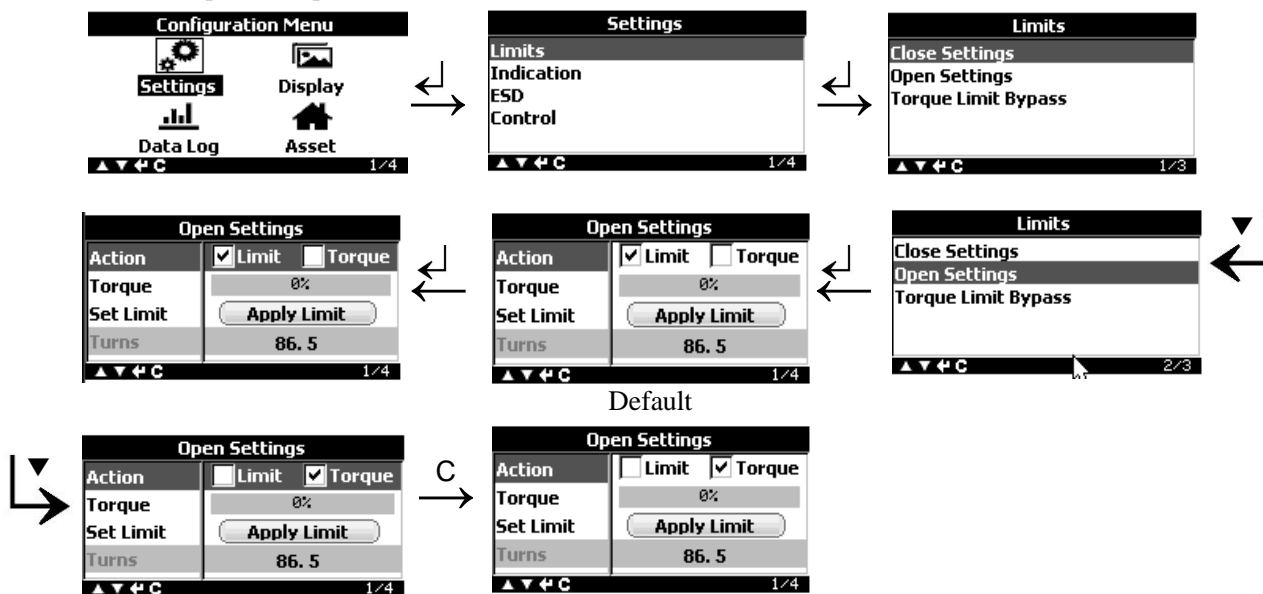 Configuration Menu
Settings Display
Data Log Asset
▲ ▼ ↵ C 1/4
Settings
Limits
Indication
ESD
Control
▲ ▼ ↵ C 1/4
Limits
Close Settings
Open Settings
Torque Limit Bypass
▲ ▼ ↵ C 1/3
Open Settings
Action Limit Torque
Torque 0%
Set Limit Apply Limit
Turns 86.5
▲ ▼ ↵ C 1/4
Open Settings
Action Limit Torque
Torque 0%
Set Limit Apply Limit
Turns 86.5
▲ ▼ ↵ C 1/4
Default
Limits
Close Settings
Open Settings
Torque Limit Bypass
▲ ▼ ↵ C 2/3
▼
▼
Open Settings
Action Limit Torque
Torque 0%
Set Limit Apply Limit
Turns 86.5
▲ ▼ ↵ C 1/4
C
Open Settings
Action Limit Torque
Torque 0%
Set Limit Apply Limit
Turns 86.5
▲ ▼ ↵ C 1/4